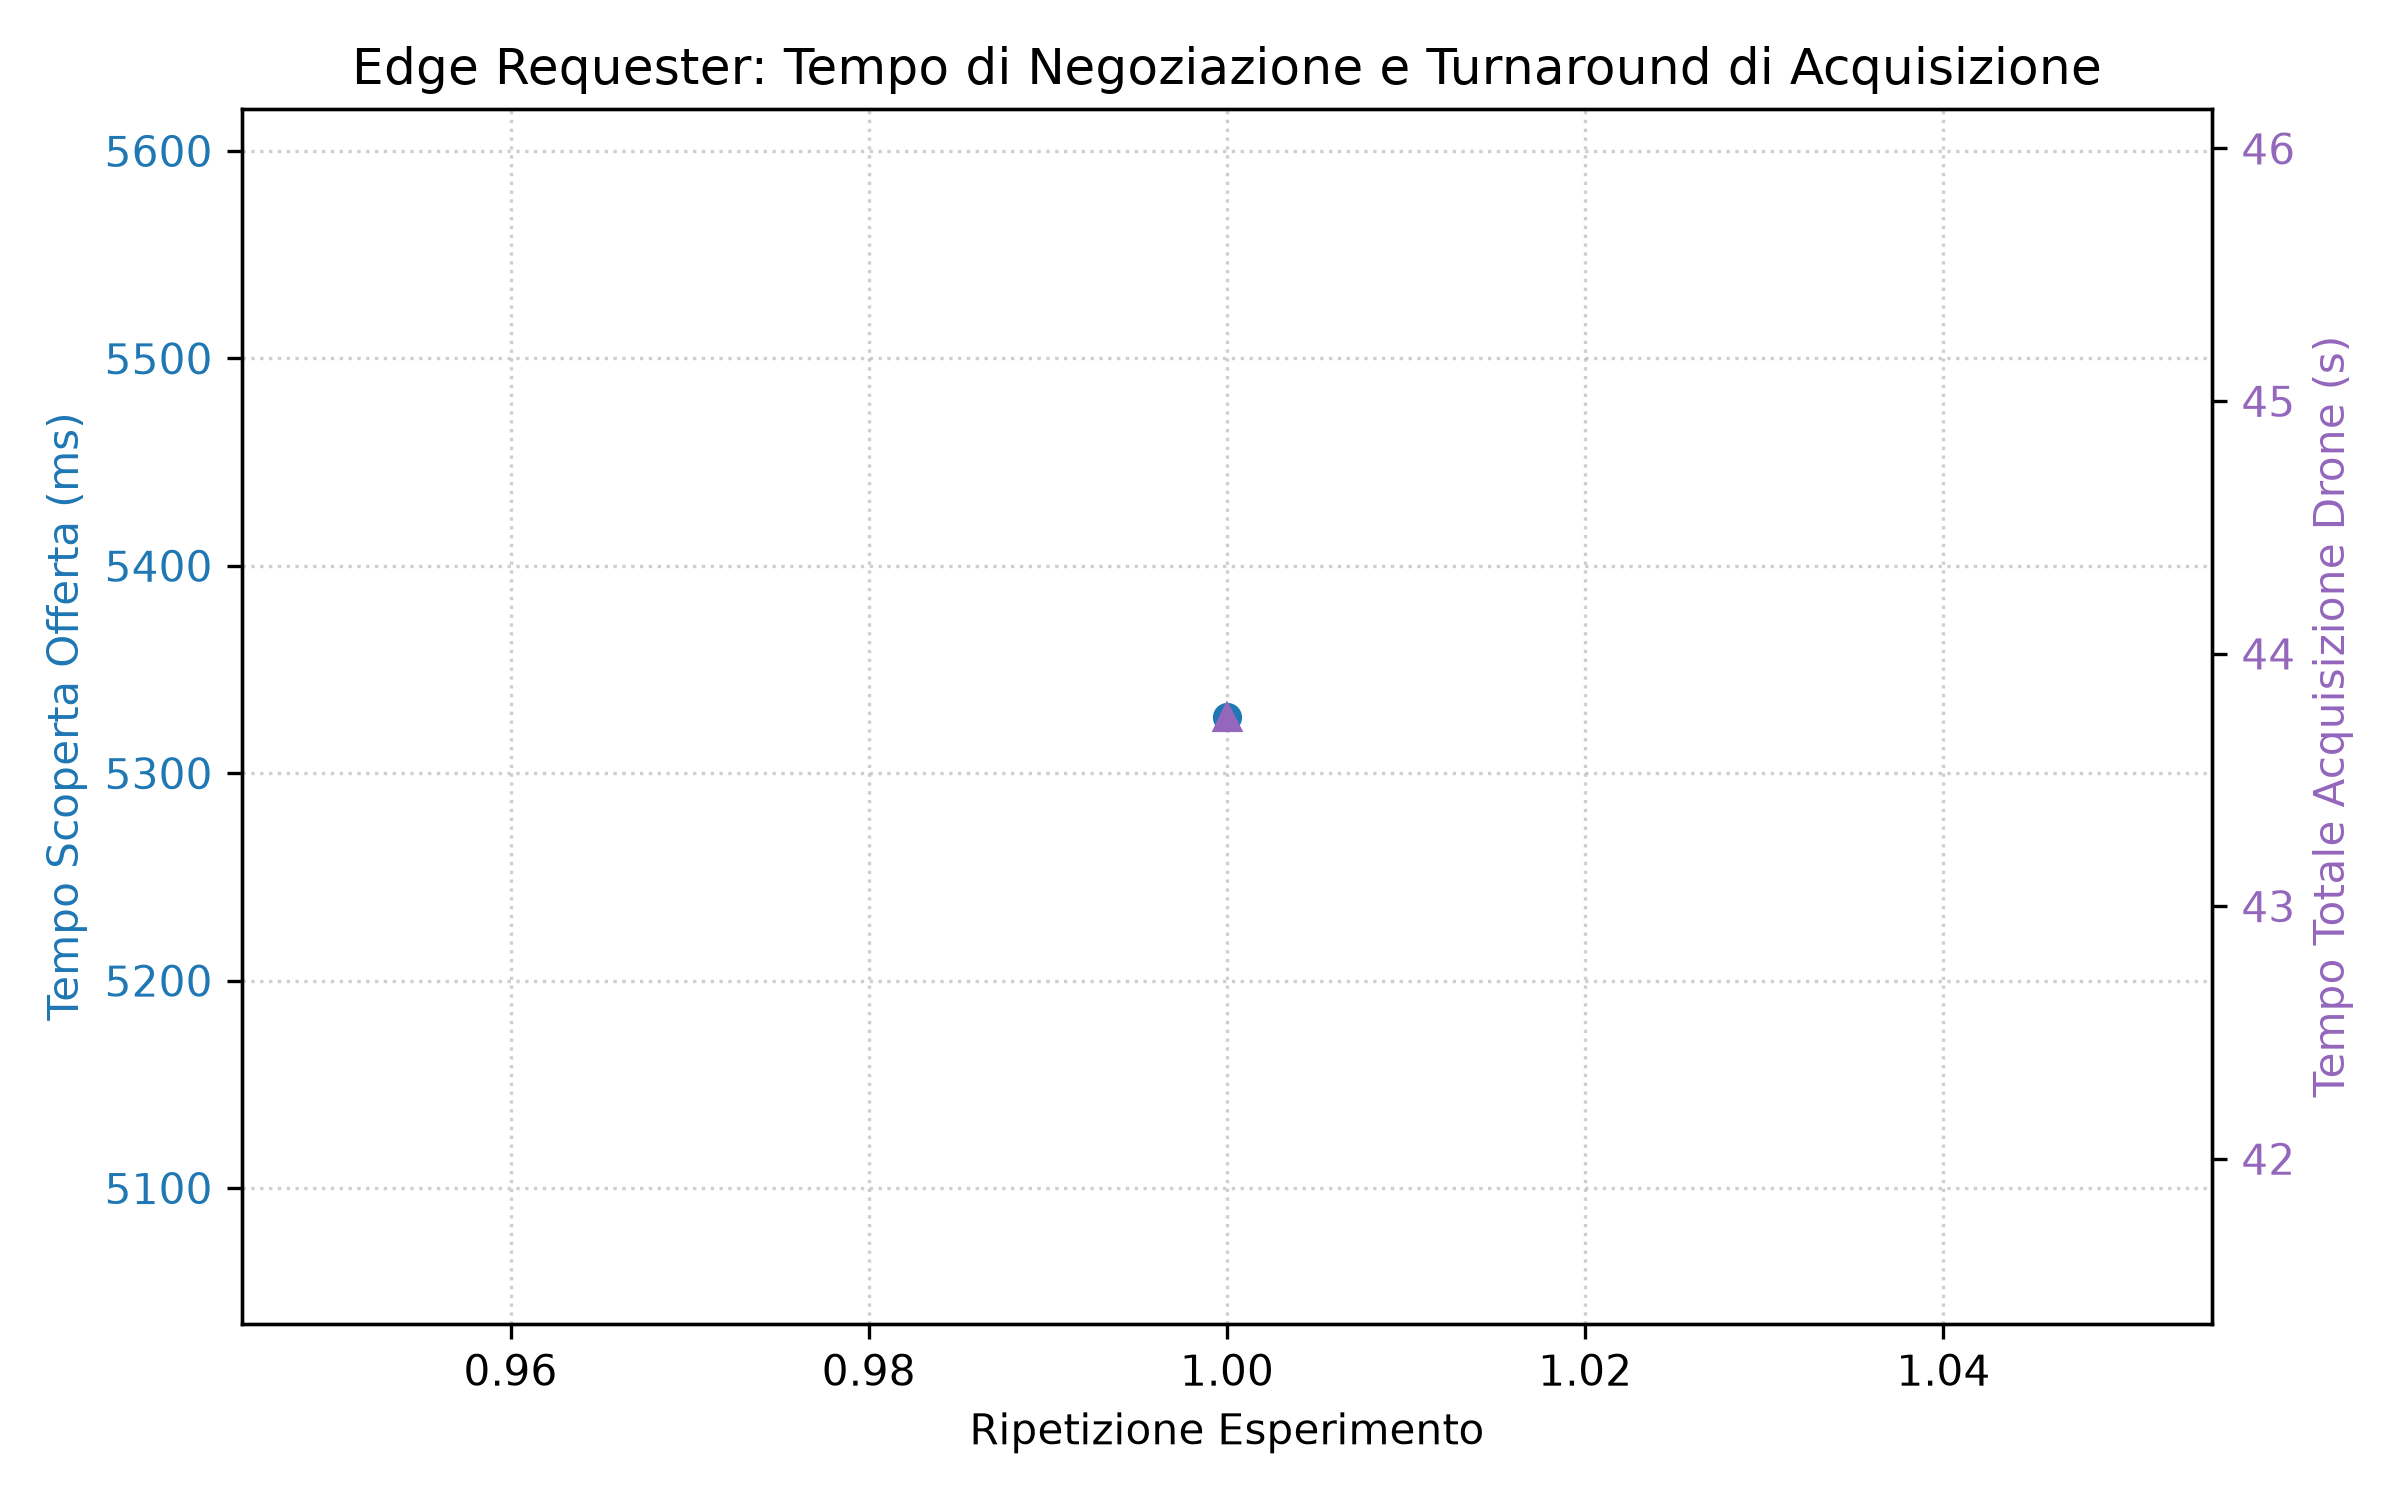 Edge Requester: Tempo di Negoziazione e Turnaround di Acquisizione
Tempo Scoperta Offerta (ms)
5600
5500
5400
5300
5200
5100
46
45
44
43
42
Tempo Totale Acquisizione Drone (s)
0.96 0.98 1.00 1.02 1.04
Ripetizione Esperimento